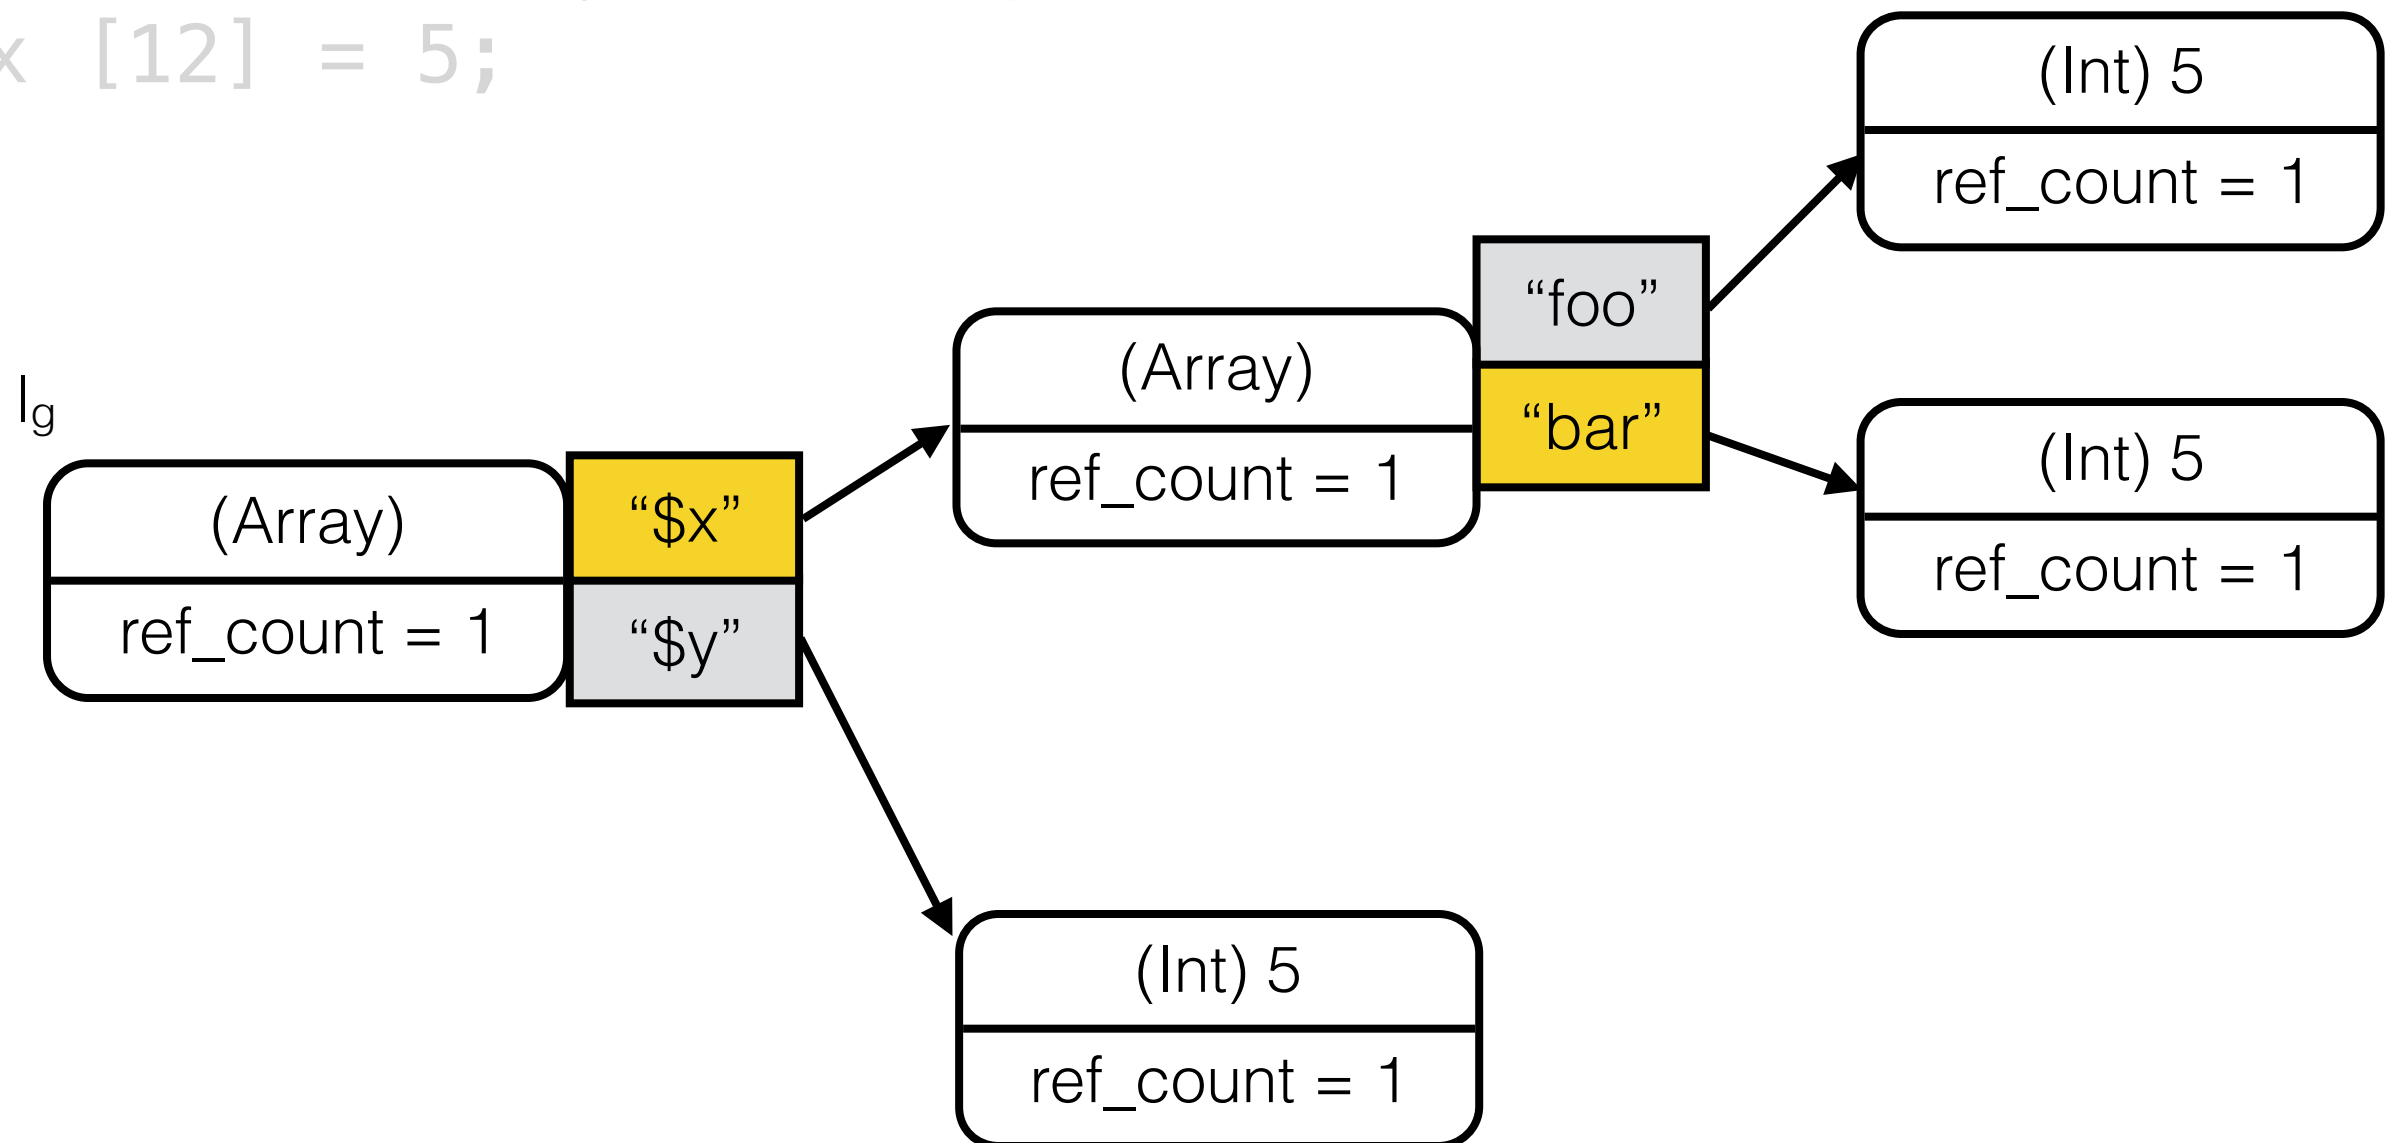 x [12] = 5;
(Int) 5
ref_count = 1
“foo”
“bar”
(Array)
ref_count = 1
(Int) 5
ref_count = 1
lg
(Array)
ref_count = 1
“$x”
“$y”
(Int) 5
ref_count = 1